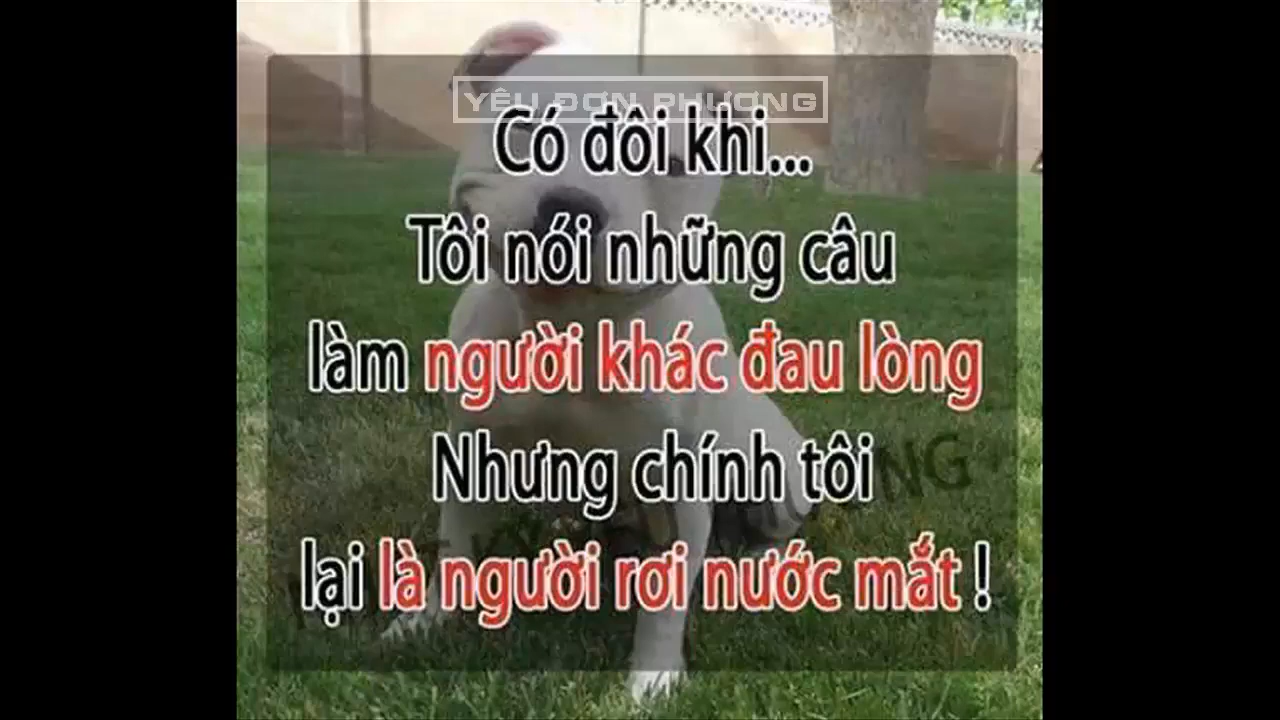 YÊU ĐƠN PHƯƠNG
Có đôi khi...
Tôi nói những câu
làm người khác đau lòng
Nhưng chính tôi
lại là người rơi nước mắt !